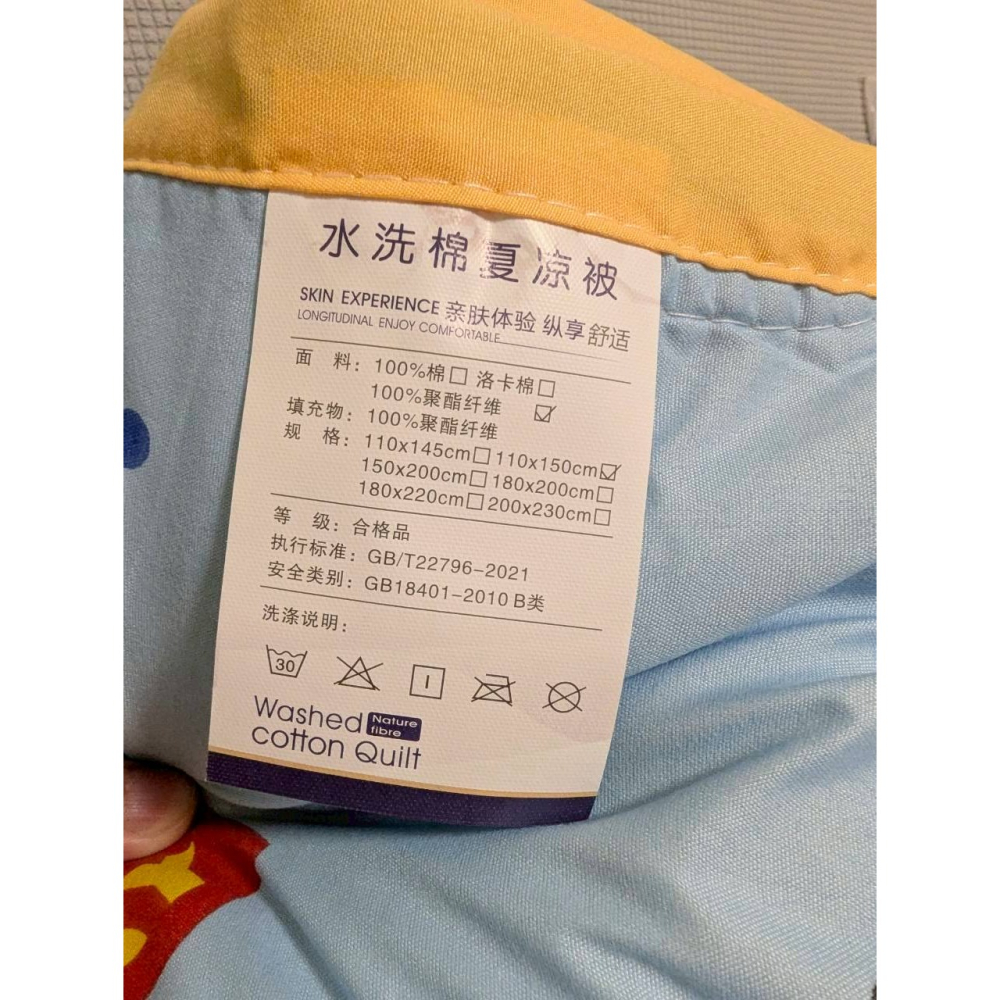 水洗棉夏凉被
SKIN EXPERIENCE 亲肤体验 纵享舒适
LONGITUDINAL ENJOY COMFORTABLE
面 料：100%棉□ 洛卡棉□
100%聚酯纤维 ☑
填充物：100%聚酯纤维
规 格：110x145cm□110x150cm☑
150x200cm□180x200cm□
180x220cm□200x230cm□
等 级：合格品
执行标准：GB/T22796-2021
安全类别：GB18401-2010 B类
洗涤说明：
30
Washed Nature fibre
cotton Quilt